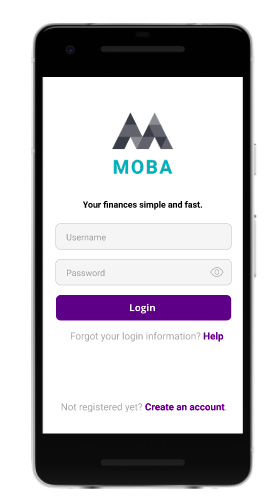 MOBA
Your finances simple and fast.
Username
Password
Login
Forgot your login information? Help
Not registered yet? Create an account.